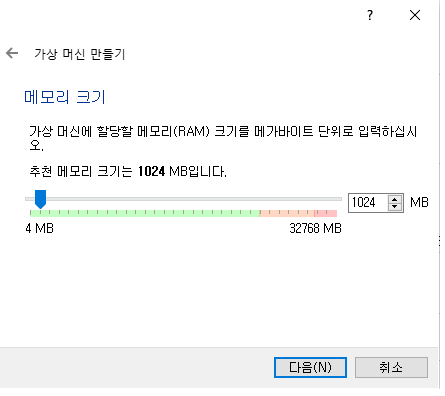 ?
가상 머신 만들기
메모리 크기
가상 머신에 할당할 메모리(RAM) 크기를 메가바이트 단위로 입력하십시
오.
추천 메모리 크기는 1024 MB입니다.
1024 MB
4 MB 32768 MB
다음(N) 취소